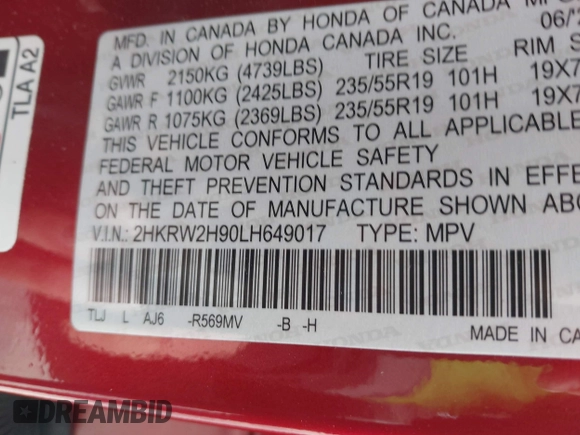 MFD. IN CANADA BY HONDA OF CANADA
A DIVISION OF HONDA CANADA INC. 06/
GVWR 2150KG (4739LBS) TIRE SIZE RIM S
GAWR F 1100KG (2425LBS) 235/55R19 101H 19X7
GAWR R 1075KG (2369LBS) 235/55R19 101H 19X7
THIS VEHICLE CONFORMS TO ALL APPLICABLE
FEDERAL MOTOR VEHICLE SAFETY
AND THEFT PREVENTION STANDARDS IN EFFE
ON THE DATE OF MANUFACTURE SHOWN ABO
V.I.N.: 2HKRW2H90LH649017 TYPE: MPV
TLJ L AJ6 -R569MV -B -H
MADE IN CA
TLA A2
DREAMBID